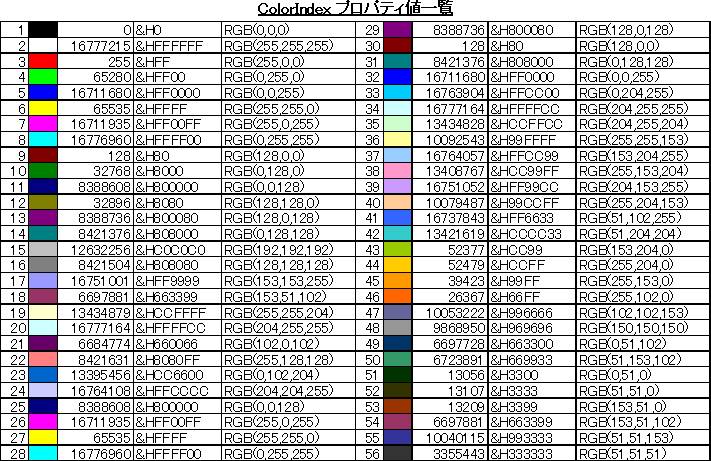 ColorIndex プロパティ値一覧
1 0 &H0 RGB(0,0,0) 29 8388736 &H800080 RGB(128,0,128)
2 16777215 &HFFFFFF RGB(255,255,255) 30 128 &H80 RGB(128,0,0)
3 255 &HFF RGB(255,0,0) 31 8421376 &H808000 RGB(0,128,128)
4 65280 &HFF00 RGB(0,255,0) 32 16711680 &HFF0000 RGB(0,0,255)
5 16711680 &HFF0000 RGB(0,0,255) 33 16763904 &HFFCC00 RGB(0,204,255)
6 65535 &HFFFF RGB(255,255,0) 34 16777164 &HFFFFCC RGB(204,255,255)
7 16711935 &HFF00FF RGB(255,0,255) 35 13434828 &HCCFFCC RGB(204,255,204)
8 16776960 &HFFFF00 RGB(0,255,255) 36 10092543 &H99FFFF RGB(255,255,153)
9 128 &H80 RGB(128,0,0) 37 16764057 &HFFCC99 RGB(153,204,255)
10 32768 &H8000 RGB(0,128,0) 38 13408767 &HCC99FF RGB(255,153,204)
11 8388608 &H800000 RGB(0,0,128) 39 16751052 &HFF99CC RGB(204,153,255)
12 32896 &H8080 RGB(128,128,0) 40 10079487 &H99CCFF RGB(255,204,153)
13 8388736 &H800080 RGB(128,0,128) 41 16737843 &HFF6633 RGB(51,102,255)
14 8421376 &H808000 RGB(0,128,128) 42 13421619 &HCCCC33 RGB(51,204,204)
15 12632256 &HC0C0C0 RGB(192,192,192) 43 52377 &HCC99 RGB(153,204,0)
16 8421504 &H808080 RGB(128,128,128) 44 52479 &HCCFF RGB(255,204,0)
17 16751001 &HFF9999 RGB(153,153,255) 45 39423 &H99FF RGB(255,153,0)
18 6697881 &H663399 RGB(153,51,102) 46 26367 &H66FF RGB(255,102,0)
19 13434879 &HCCFFFF RGB(255,255,204) 47 10053222 &H996666 RGB(102,102,153)
20 16777164 &HFFFFCC RGB(204,255,255) 48 9868950 &H969696 RGB(150,150,150)
21 6684774 &H660066 RGB(102,0,102) 49 6697728 &H663300 RGB(0,51,102)
22 8421631 &H8080FF RGB(255,128,128) 50 6723891 &H669933 RGB(51,153,102)
23 13395456 &HCC6600 RGB(0,102,204) 51 13056 &H3300 RGB(0,51,0)
24 16764108 &HFFCCCC RGB(204,204,255) 52 13107 &H3333 RGB(51,51,0)
25 8388608 &H800000 RGB(0,0,128) 53 13209 &H3399 RGB(153,51,0)
26 16711935 &HFF00FF RGB(255,0,255) 54 6697881 &H663399 RGB(153,51,102)
27 65535 &HFFFF RGB(255,255,0) 55 10040115 &H993333 RGB(51,51,153)
28 16776960 &HFFFF00 RGB(0,255,255) 56 3355443 &H333333 RGB(51,51,51)